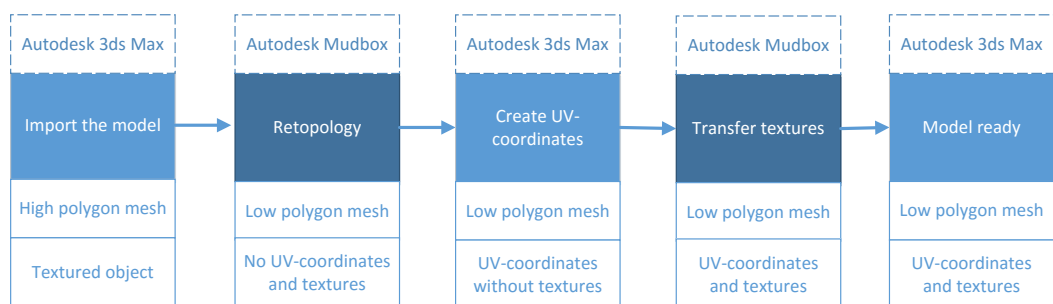 Autodesk 3ds Max
Autodesk Mudbox
Autodesk 3ds Max
Autodesk Mudbox
Autodesk 3ds Max
Import the model
Retopology
Create UV-
coordinates
Transfer textures
Model ready
High polygon mesh
Low polygon mesh
Low polygon mesh
Low polygon mesh
Low polygon mesh
Textured object
No UV-coordinates
and textures
UV-coordinates
without textures
UV-coordinates
and textures
UV-coordinates
and textures